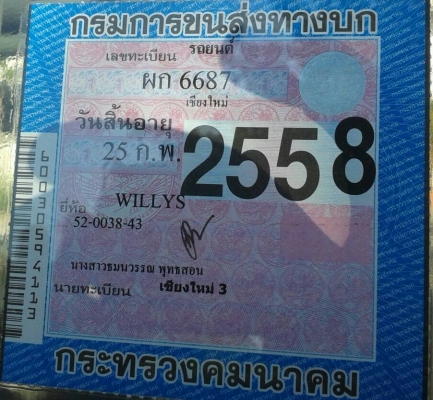 กรมการขนส่งทางบก
เลขทะเบียน รถยนต์
ผก 6687
เชียงใหม่
วันสิ้นอายุ
25 ก.พ. 2558
ยี่ห้อ WILLYS
52-0038-43
นางสาวธมนวรรณ พุทธสอน
นายทะเบียน เชียงใหม่ 3
กระทรวงคมนาคม
60030594113